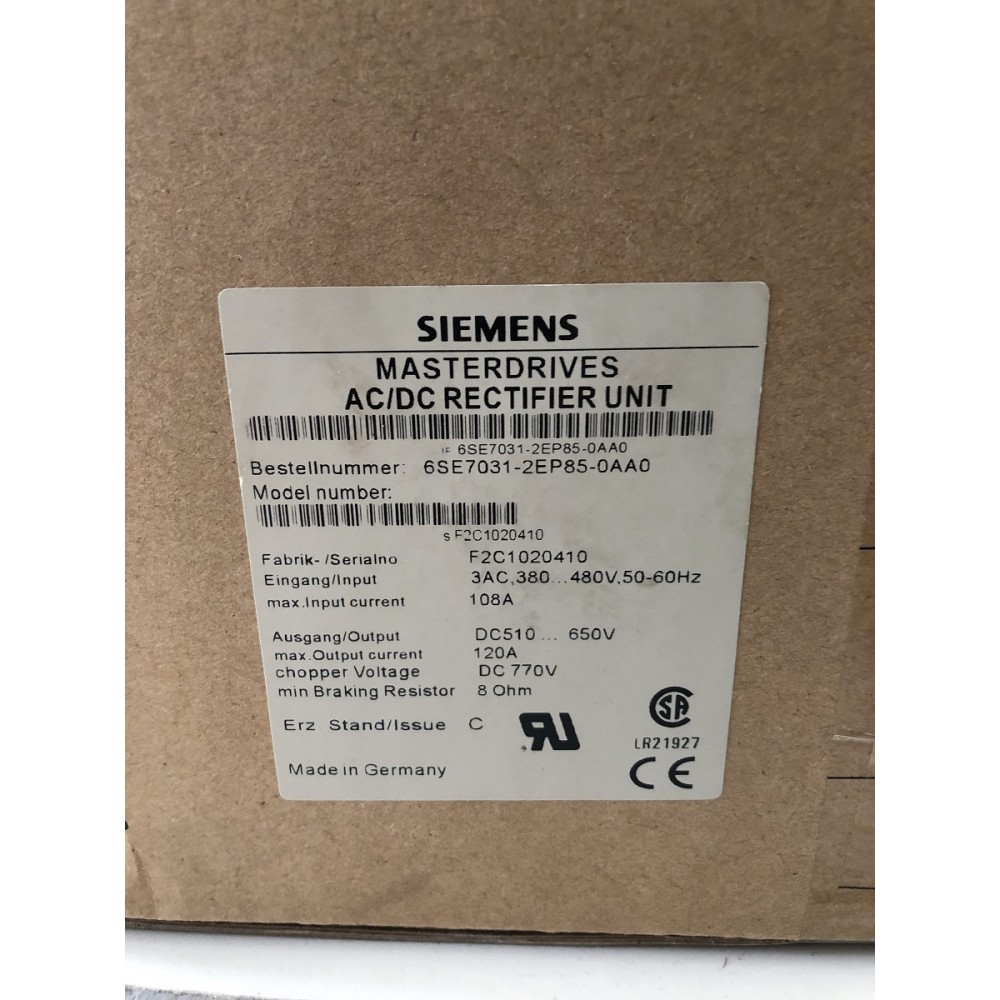 SIEMENS
MASTERDRIVES
AC/DC RECTIFIER UNIT
IF 6SE7031-2EP85-0AA0
Bestellnummer: 6SE7031-2EP85-0AA0
Model number:
S F2C1020410
Fabrik- /Serialno F2C1020410
Eingang/Input 3AC,380...480V,50-60Hz
max.Input current 108A
Ausgang/Output DC510 ... 650V
max.Output current 120A
chopper Voltage DC 770V
min Braking Resistor 8 Ohm
Erz Stand/Issue C
LR21927
Made in Germany CE